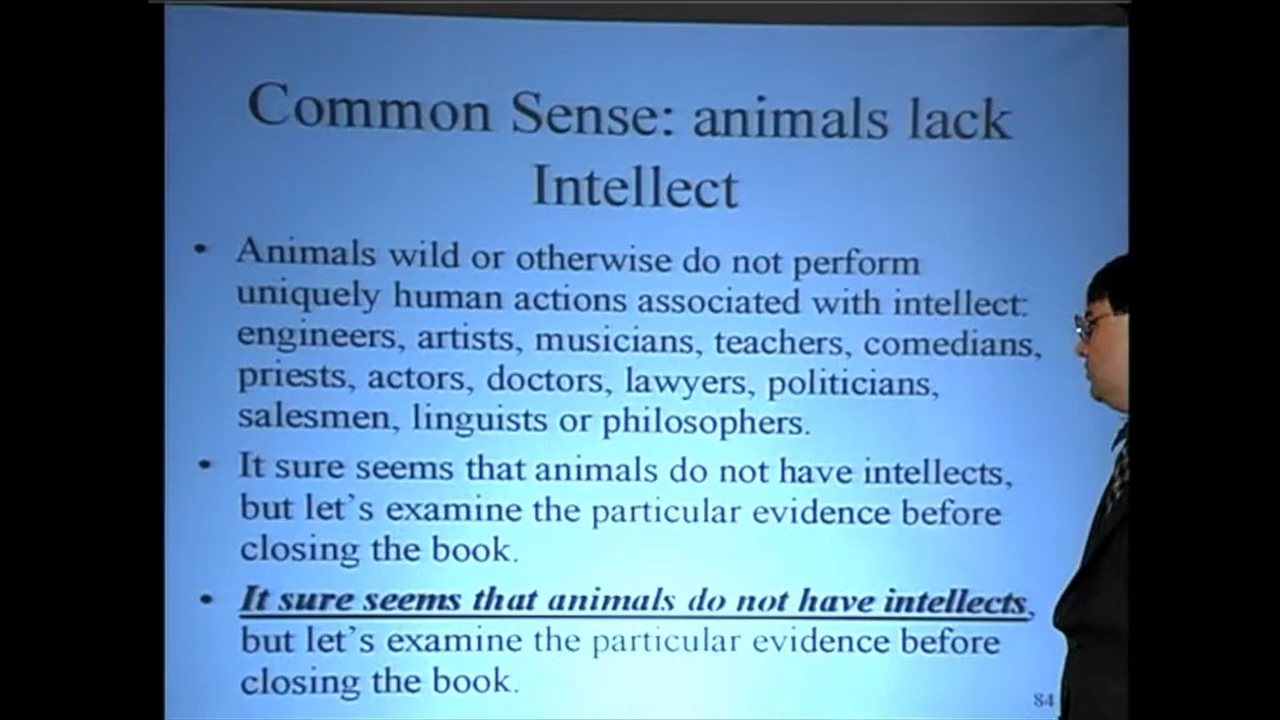 Common Sense: animals lack
Intellect
• Animals wild or otherwise do not perform
uniquely human actions associated with intellect:
engineers, artists, musicians, teachers, comedians,
priests, actors, doctors, lawyers, politicians,
salesmen, linguists or philosophers.
• It sure seems that animals do not have intellects,
but let's examine the particular evidence before
closing the book.
• It sure seems that animals do not have intellects,
but let's examine the particular evidence before
closing the book.
84